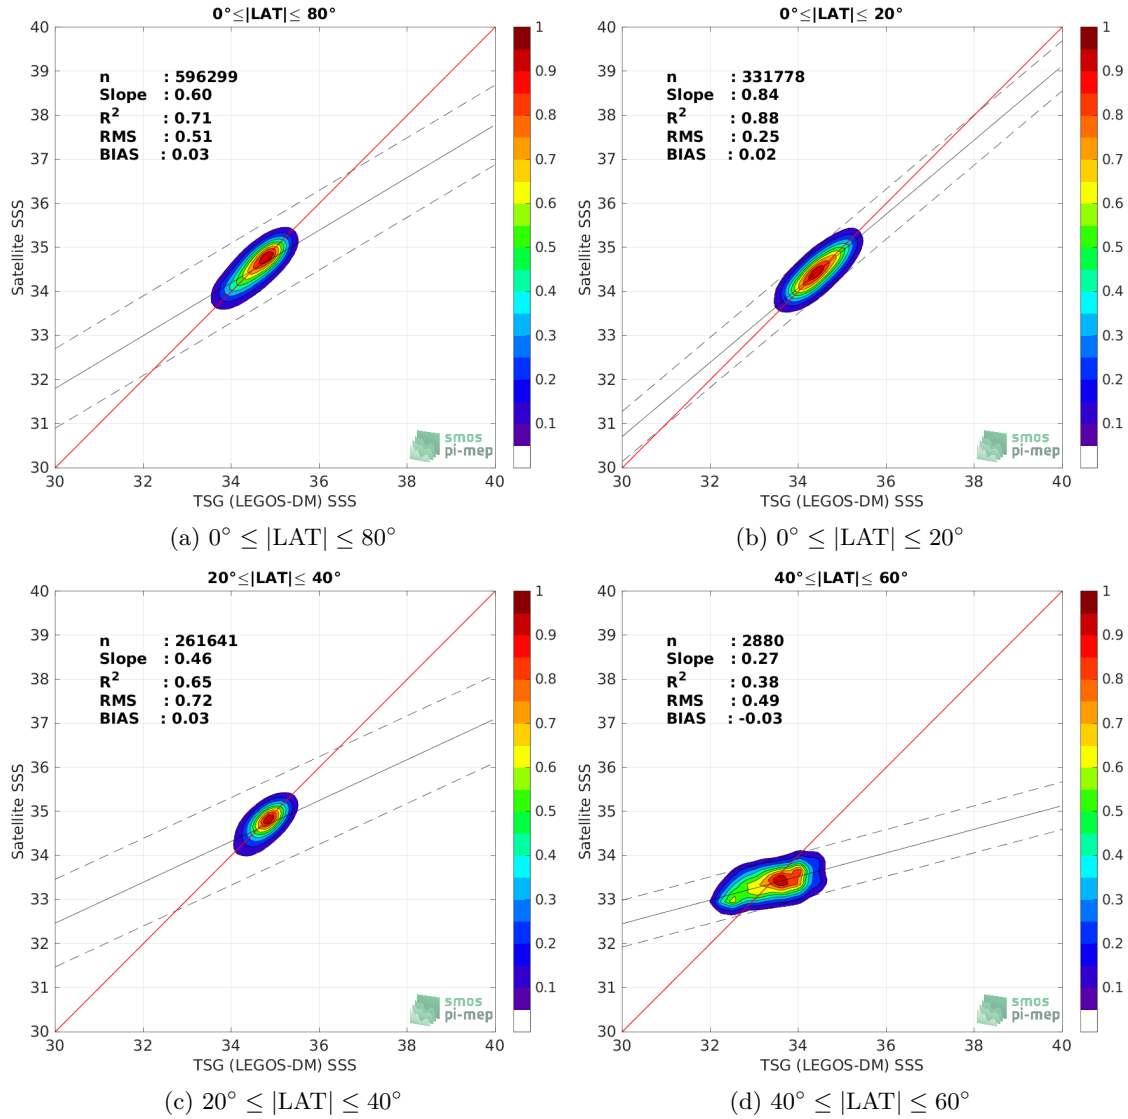 0°≤|LAT|≤ 80°
40
39
38
37
36
35
34
33
32
31
30
Satellite SSS
n : 596299
Slope : 0.60
R² : 0.71
RMS : 0.51
BIAS : 0.03
smos
pi-mep
30 32 34 36 38 40
TSG (LEGOS-DM) SSS
1
0.9
0.8
0.7
0.6
0.5
0.4
0.3
0.2
0.1
(a) 0° ≤ |LAT| ≤ 80°
0°≤|LAT|≤ 20°
40
39
38
37
36
35
34
33
32
31
30
Satellite SSS
n : 331778
Slope : 0.84
R² : 0.88
RMS : 0.25
BIAS : 0.02
smos
pi-mep
30 32 34 36 38 40
TSG (LEGOS-DM) SSS
1
0.9
0.8
0.7
0.6
0.5
0.4
0.3
0.2
0.1
(b) 0° ≤ |LAT| ≤ 20°
20°≤|LAT|≤ 40°
40
39
38
37
36
35
34
33
32
31
30
Satellite SSS
n : 261641
Slope : 0.46
R² : 0.65
RMS : 0.72
BIAS : 0.03
smos
pi-mep
30 32 34 36 38 40
TSG (LEGOS-DM) SSS
1
0.9
0.8
0.7
0.6
0.5
0.4
0.3
0.2
0.1
(c) 20° ≤ |LAT| ≤ 40°
40°≤|LAT|≤ 60°
40
39
38
37
36
35
34
33
32
31
30
Satellite SSS
n : 2880
Slope : 0.27
R² : 0.38
RMS : 0.49
BIAS : -0.03
smos
pi-mep
30 32 34 36 38 40
TSG (LEGOS-DM) SSS
1
0.9
0.8
0.7
0.6
0.5
0.4
0.3
0.2
0.1
(d) 40° ≤ |LAT| ≤ 60°